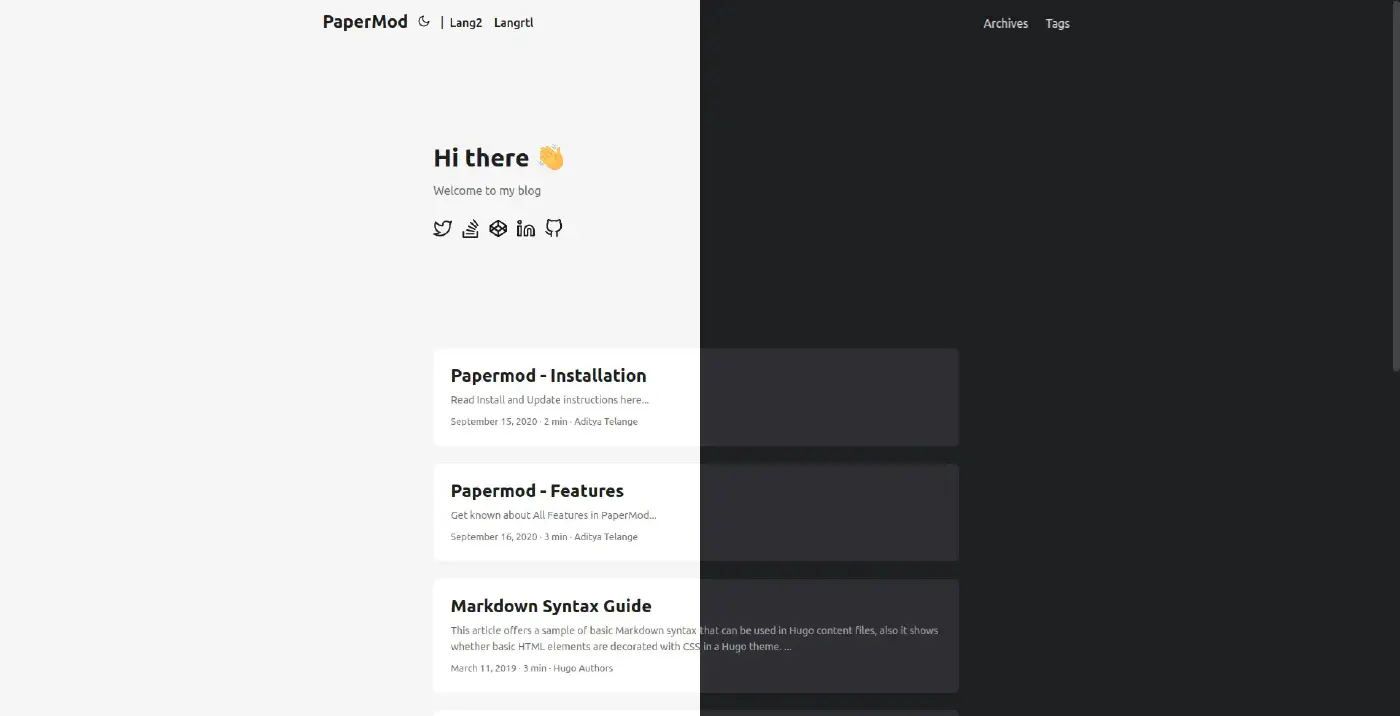 PaperMod | Lang2 Langrtl Archives Tags
Hi there 👋
Welcome to my blog
Papermod - Installation
Read Install and Update instructions here...
September 15, 2020 · 2 min · Aditya Telange
Papermod - Features
Get known about All Features in PaperMod...
September 16, 2020 · 3 min · Aditya Telange
Markdown Syntax Guide
This article offers a sample of basic Markdown syntax that can be used in Hugo content files, also it shows
whether basic HTML elements are decorated with CSS in a Hugo theme. ...
March 11, 2019 · 3 min · Hugo Authors